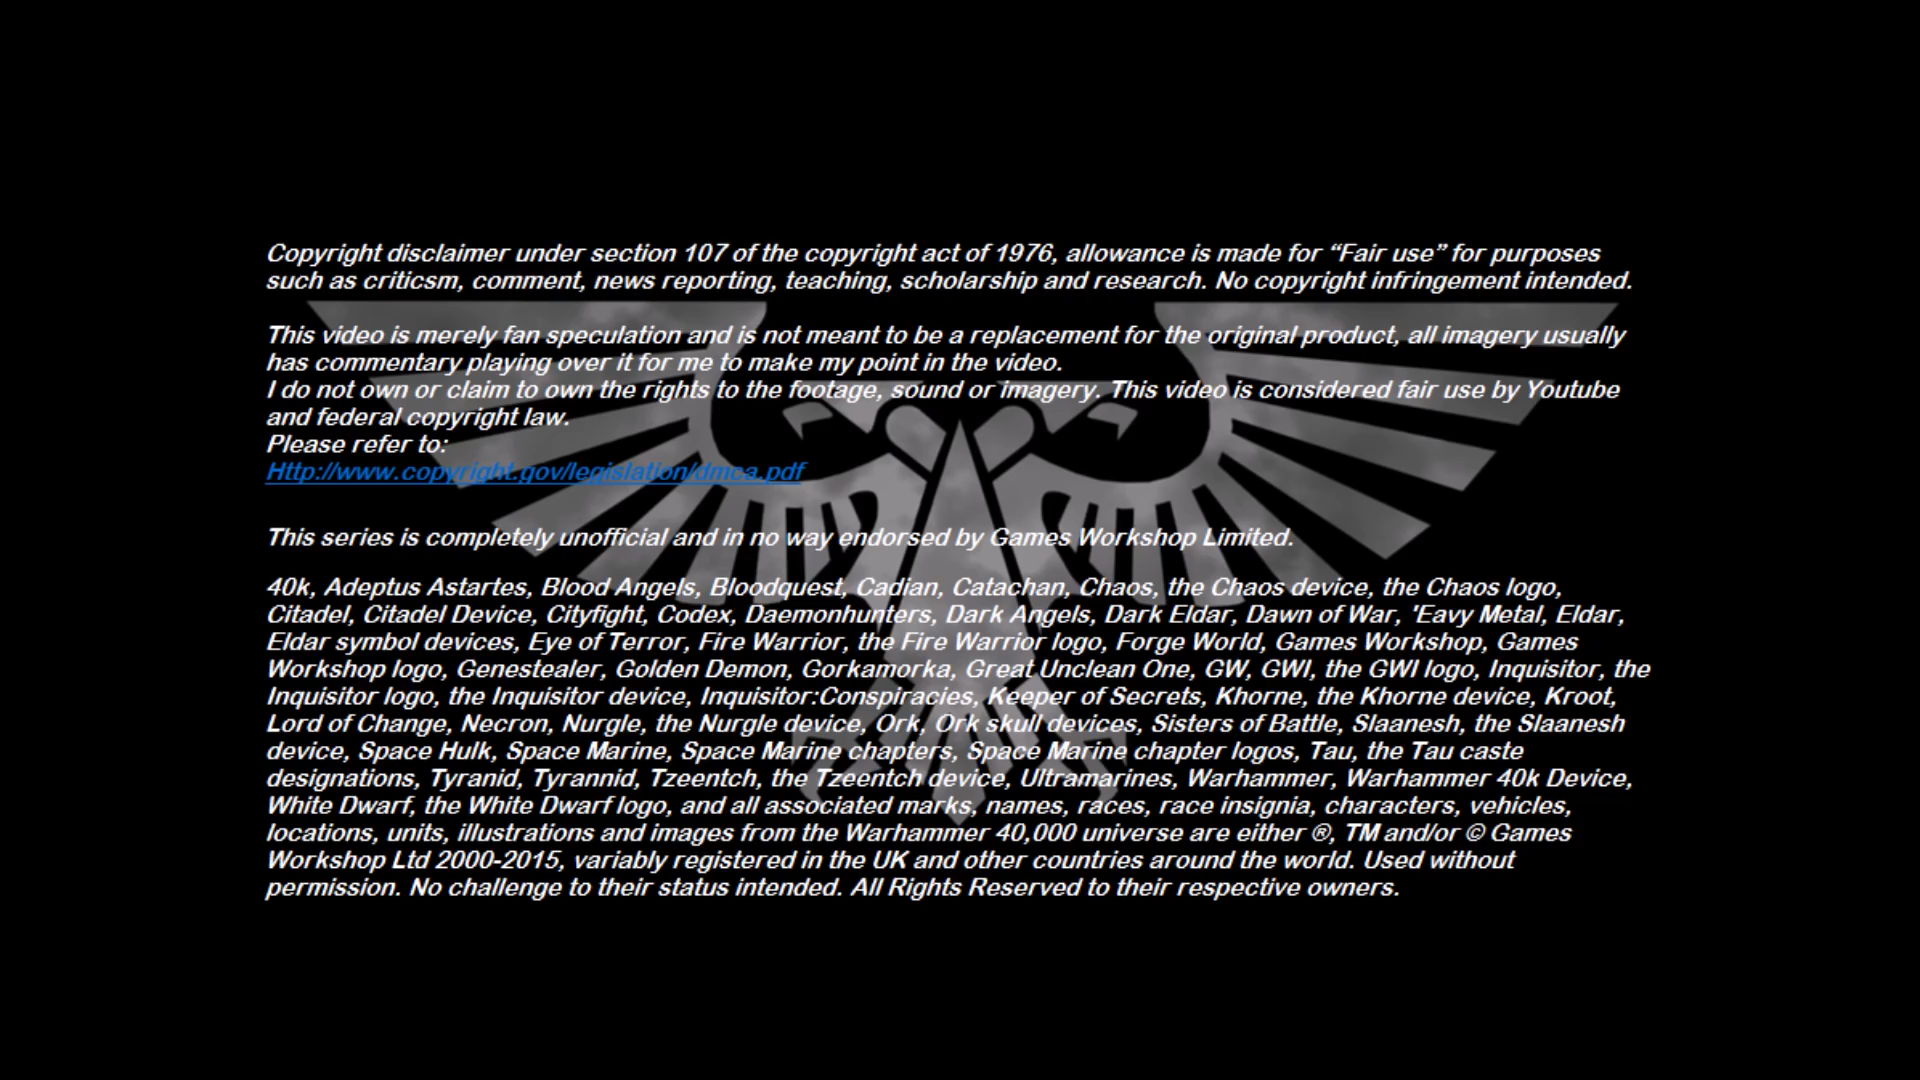 Copyright disclaimer under section 107 of the copyright act of 1976, allowance is made for “Fair use” for purposes
such as criticsm, comment, news reporting, teaching, scholarship and research. No copyright infringement intended.
This video is merely fan speculation and is not meant to be a replacement for the original product, all imagery usually
has commentary playing over it for me to make my point in the video.
I do not own or claim to own the rights to the footage, sound or imagery. This video is considered fair use by Youtube
and federal copyright law.
Please refer to:
Http://www.copyright.gov/legislation/dmca.pdf
This series is completely unofficial and in no way endorsed by Games Workshop Limited.
40k, Adeptus Astartes, Blood Angels, Bloodquest, Cadian, Catachan, Chaos, the Chaos device, the Chaos logo,
Citadel, Citadel Device, Cityfight, Codex, Daemonhunters, Dark Angels, Dark Eldar, Dawn of War, 'Eavy Metal, Eldar,
Eldar symbol devices, Eye of Terror, Fire Warrior, the Fire Warrior logo, Forge World, Games Workshop, Games
Workshop logo, Genestealer, Golden Demon, Gorkamorka, Great Unclean One, GW, GWI, the GWI logo, Inquisitor, the
Inquisitor logo, the Inquisitor device, Inquisitor:Conspiracies, Keeper of Secrets, Khorne, the Khorne device, Kroot,
Lord of Change, Necron, Nurgle, the Nurgle device, Ork, Ork skull devices, Sisters of Battle, Slaanesh, the Slaanesh
device, Space Hulk, Space Marine, Space Marine chapters, Space Marine chapter logos, Tau, the Tau caste
designations, Tyranid, Tyrannid, Tzeentch, the Tzeentch device, Ultramarines, Warhammer, Warhammer 40k Device,
White Dwarf, the White Dwarf logo, and all associated marks, names, races, race insignia, characters, vehicles,
locations, units, illustrations and images from the Warhammer 40,000 universe are either ®, TM and/or © Games
Workshop Ltd 2000-2015, variably registered in the UK and other countries around the world. Used without
permission. No challenge to their status intended. All Rights Reserved to their respective owners.